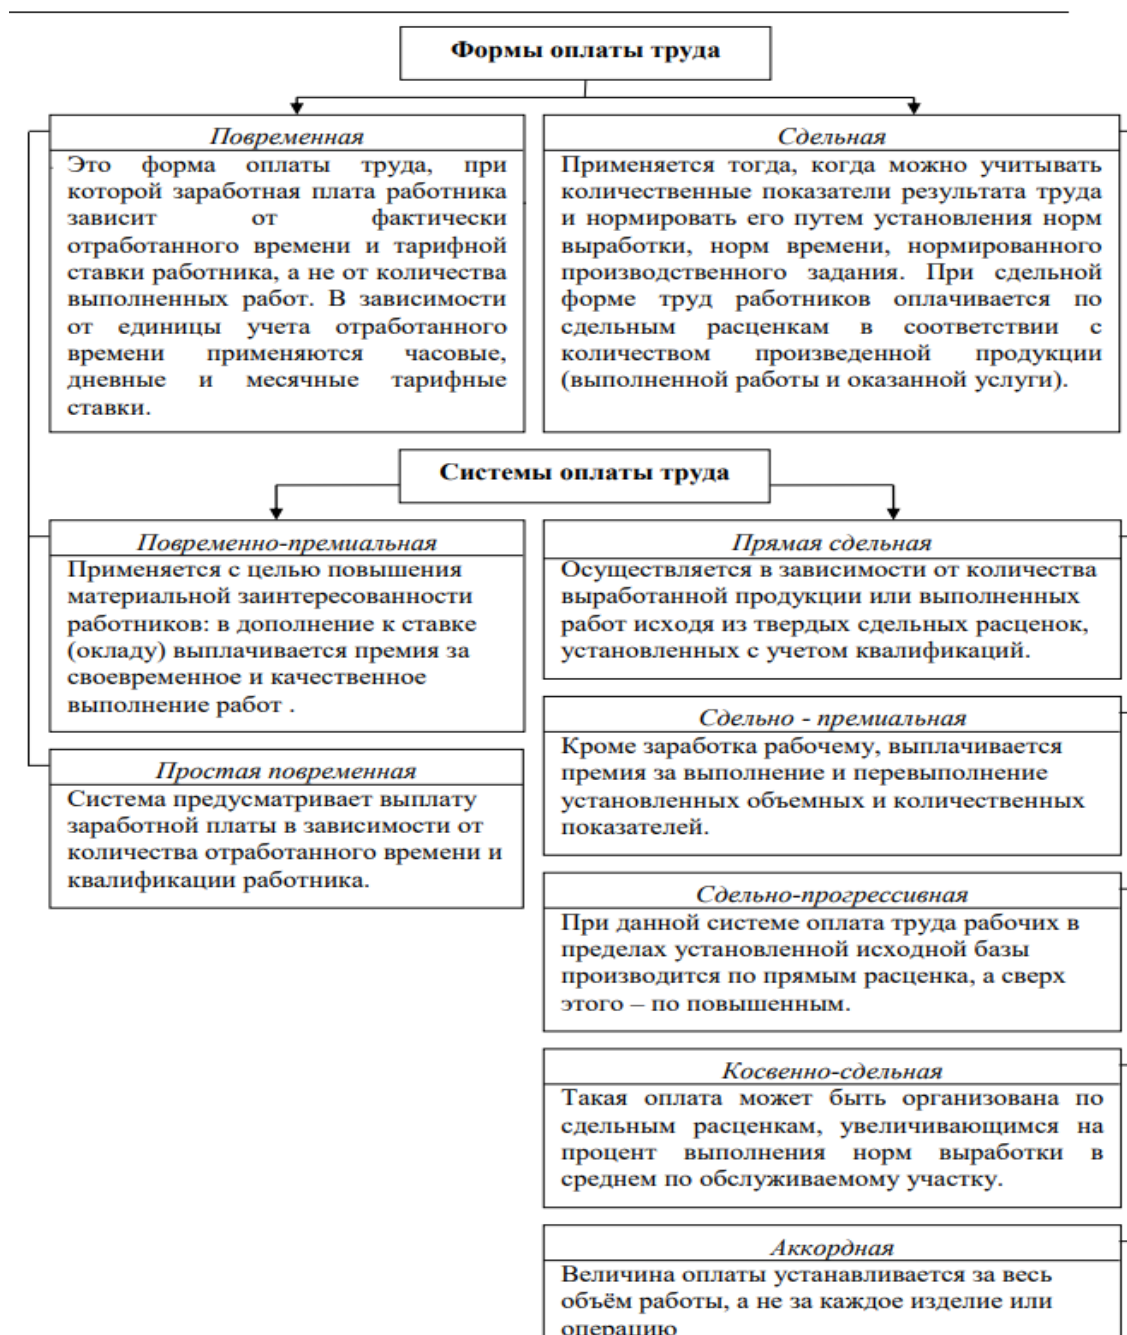 Формы оплаты труда
Повременная
Это форма оплаты труда, при
которой заработная плата работника
зависит от фактически
отработанного времени и тарифной
ставки работника, а не от количества
выполненных работ. В зависимости
от единицы учета отработанного
времени применяются часовые,
дневные и месячные тарифные
ставки.
Сдельная
Применяется тогда, когда можно учитывать
количественные показатели результата труда
и нормировать его путем установления норм
выработки, норм времени, нормированного
производственного задания. При сдельной
форме труд работников оплачивается по
сдельным расценкам в соответствии с
количеством произведенной продукции
(выполненной работы и оказанной услуги).
Системы оплаты труда
Повременно-премиальная
Применяется с целью повышения
материальной заинтересованности
работников: в дополнение к ставке
(окладу) выплачивается премия за
своевременное и качественное
выполнение работ .
Простая повременная
Система предусматривает выплату
заработной платы в зависимости от
количества отработанного времени и
квалификации работника.
Прямая сдельная
Осуществляется в зависимости от количества
выработанной продукции или выполненных
работ исходя из твердых сдельных расценок,
установленных с учетом квалификаций.
Сдельно - премиальная
Кроме заработка рабочему, выплачивается
премия за выполнение и перевыполнение
установленных объемных и количественных
показателей.
Сдельно-прогрессивная
При данной системе оплата труда рабочих в
пределах установленной исходной базы
производится по прямым расценка, а сверх
этого – по повышенным.
Косвенно-сдельная
Такая оплата может быть организована по
сдельным расценкам, увеличивающимся на
процент выполнения норм выработки в
среднем по обслуживаемому участку.
Аккордная
Величина оплаты устанавливается за весь
объём работы, а не за каждое изделие или
операцию